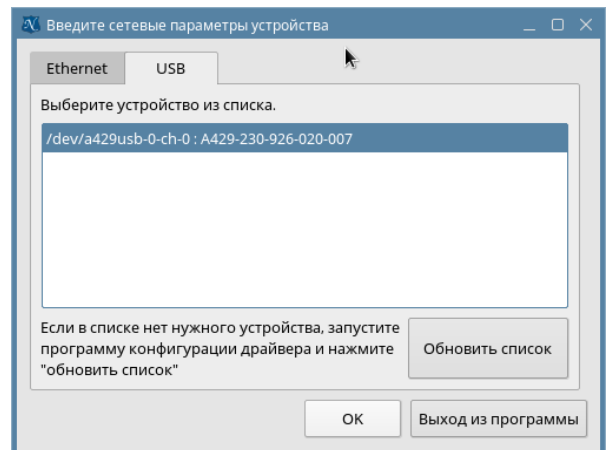 Введите сетевые параметры устройства
Ethernet
USB
Выберите устройство из списка.
/dev/a429usb-0-ch-0 : A429-230-926-020-007
Если в списке нет нужного устройства, запустите
программу конфигурации драйвера и нажмите
"обновить список"
Обновить список
OK
Выход из программы